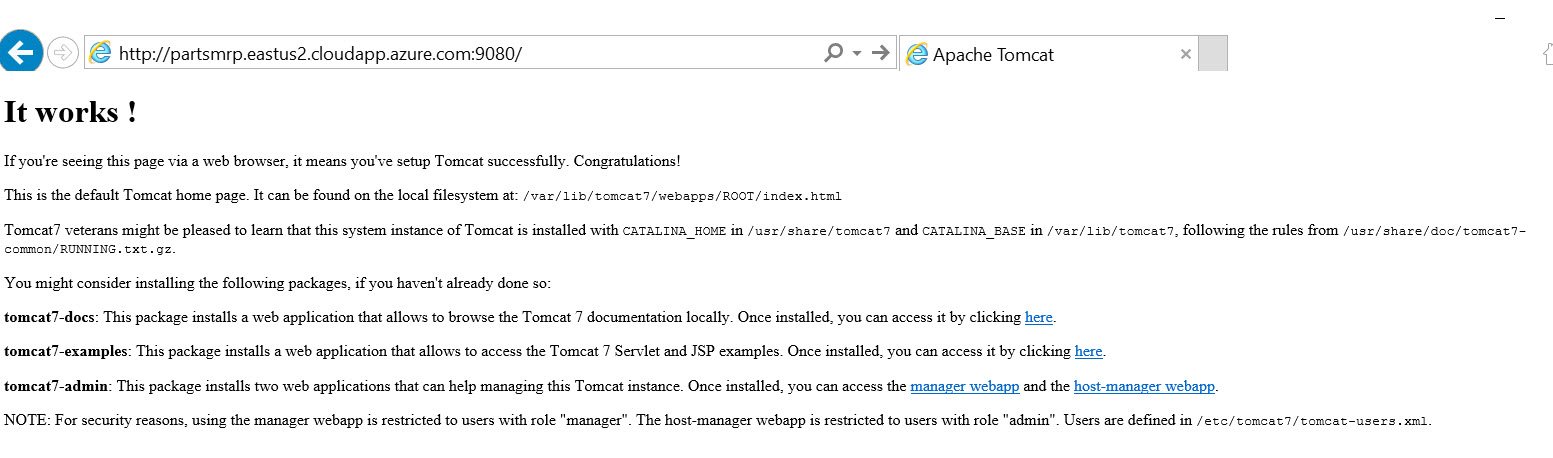 http://partsmrp.eastus2.cloudapp.azure.com:9080/
Apache Tomcat
It works !
If you're seeing this page via a web browser, it means you've setup Tomcat successfully. Congratulations!
This is the default Tomcat home page. It can be found on the local filesystem at: /var/lib/tomcat7/webapps/ROOT/index.html
Tomcat7 veterans might be pleased to learn that this system instance of Tomcat is installed with CATALINA_HOME in /usr/share/tomcat7 and CATALINA_BASE in /var/lib/tomcat7, following the rules from /usr/share/doc/tomcat7-
common/RUNNING.txt.gz.
You might consider installing the following packages, if you haven't already done so:
tomcat7-docs: This package installs a web application that allows to browse the Tomcat 7 documentation locally. Once installed, you can access it by clicking here.
tomcat7-examples: This package installs a web application that allows to access the Tomcat 7 Servlet and JSP examples. Once installed, you can access it by clicking here.
tomcat7-admin: This package installs two web applications that can help managing this Tomcat instance. Once installed, you can access the manager webapp and the host-manager webapp.
NOTE: For security reasons, using the manager webapp is restricted to users with role "manager". The host-manager webapp is restricted to users with role "admin". Users are defined in /etc/tomcat7/tomcat-users.xml.